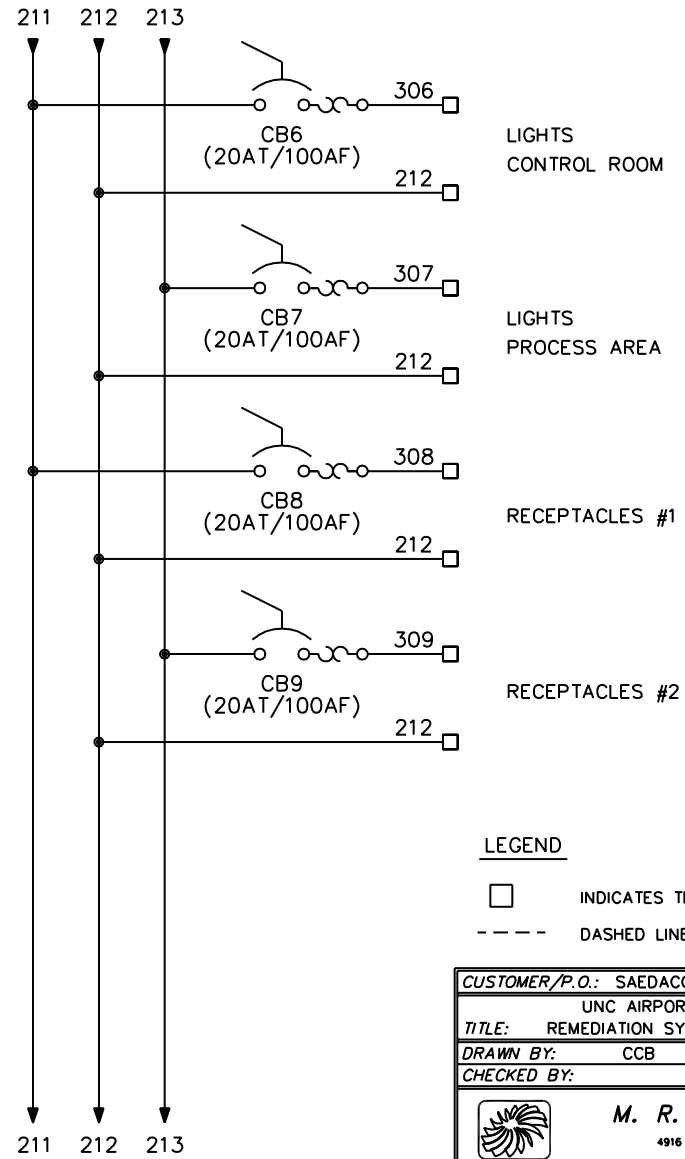 211 212 213
306
CB6
(20AT/100AF)
LIGHTS
CONTROL ROOM
212
307
CB7
(20AT/100AF)
LIGHTS
PROCESS AREA
212
308
CB8
(20AT/100AF)
RECEPTACLES #1
212
309
CB9
(20AT/100AF)
RECEPTACLES #2
212
LEGEND
INDICATES
DASHED LINE
CUSTOMER/P.O.:
UNC
TITLE: REMEDIATION
DRAWN BY: CCB
CHECKED BY:
M. R.
4916
211 212 213